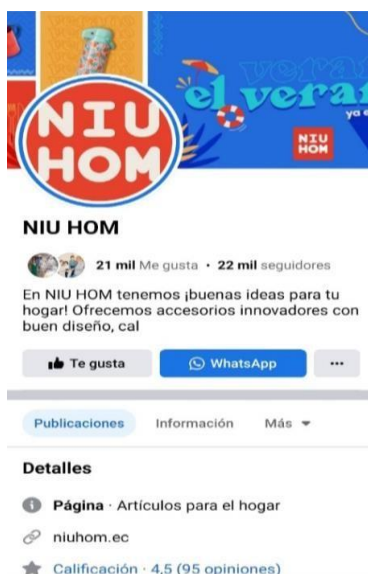 el verano
ya e
NIU
HOM
NIU
HOM
NIU HOM
21 mil Me gusta · 22 mil seguidores
En NIU HOM tenemos ¡buenas ideas para tu
hogar! Ofrecemos accesorios innovadores con
buen diseño, cal
Te gusta
WhatsApp
...
Publicaciones
Información
Más
Detalles
Página · Artículos para el hogar
niuhom.ec
Calificación · 4,5 (95 opiniones)